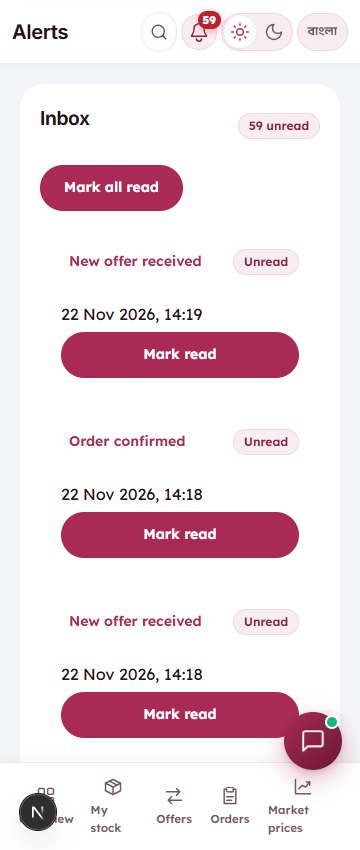 Alerts
59
বাংলা
Inbox
59 unread
Mark all read
New offer received
Unread
22 Nov 2026, 14:19
Mark read
Order confirmed
Unread
22 Nov 2026, 14:18
Mark read
New offer received
Unread
22 Nov 2026, 14:18
Mark read
N
My
stock
Offers
Orders
Market
prices